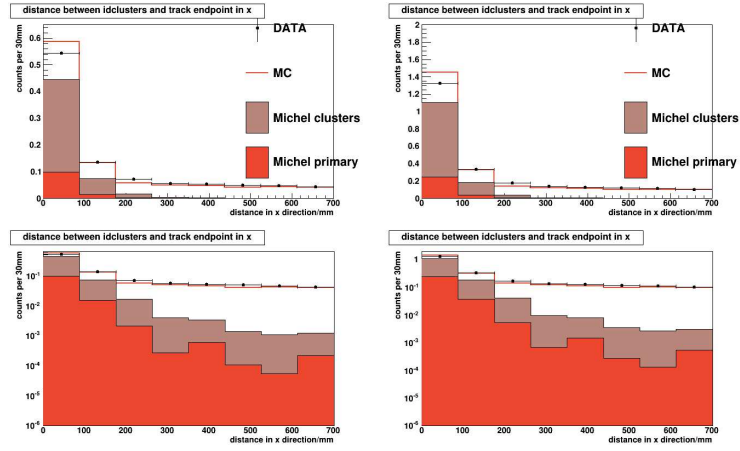 distance between idclusters and track endpoint in x
counts per 30mm
0.6
0.5
0.4
0.3
0.2
0.1
0
DATA
MC
Michel clusters
Michel primary
0 100 200 300 400 500 600 700
distance in x direction/mm
distance between idclusters and track endpoint in x
counts per 30mm
2
1.8
1.6
1.4
1.2
1
0.8
0.6
0.4
0.2
0
DATA
MC
Michel clusters
Michel primary
0 100 200 300 400 500 600 700
distance in x direction/mm
distance between idclusters and track endpoint in x
counts per 30mm
10-1
10-2
10-3
10-4
10-5
10-6
0 100 200 300 400 500 600 700
distance in x direction/mm
distance between idclusters and track endpoint in x
counts per 30mm
1
10-1
10-2
10-3
10-4
10-5
10-6
0 100 200 300 400 500 600 700
distance in x direction/mm